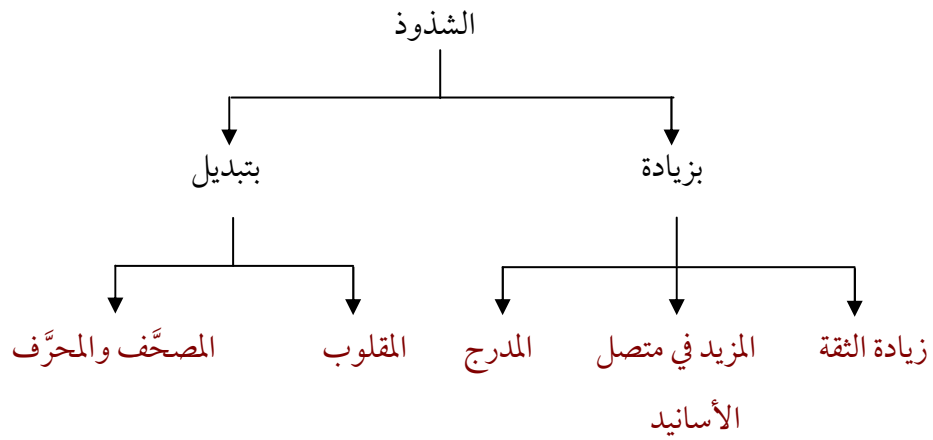 الشذوذ
بزيادة
بتبديل
زيادة الثقة
المزيد في متصل
الأسانيد
المدرج
المقلوب
المصحَّف والمحرَّف